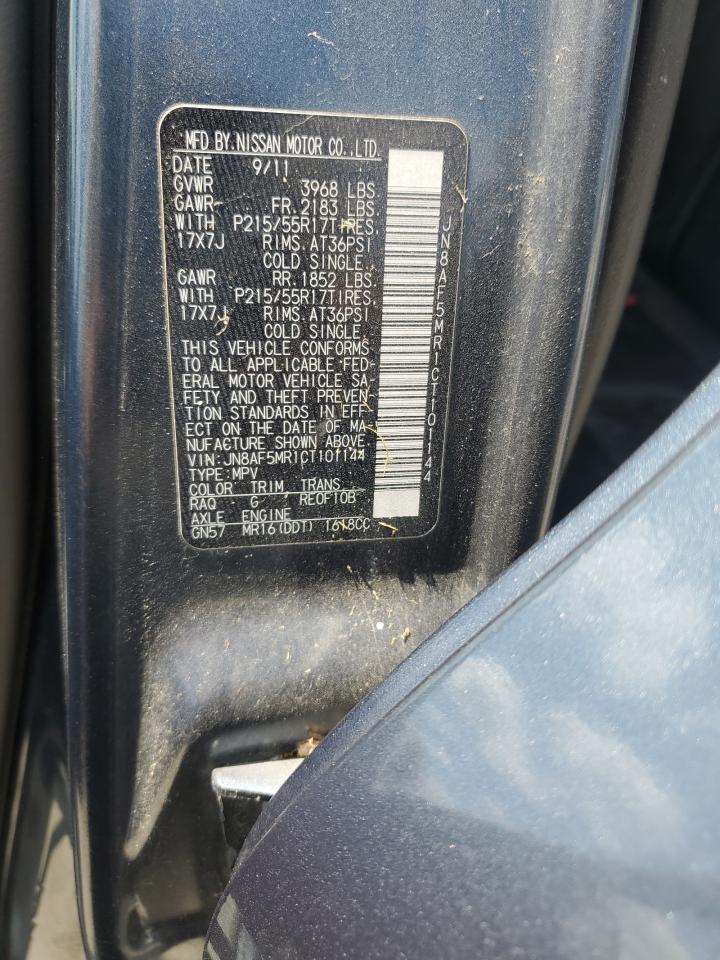 MFD BY NISSAN MOTOR CO.,LTD.
DATE 9/11
GVWR 3968 LBS.
GAWR FR.2183 LBS.
WITH P215/55R17TIRES.
17X7J RIMS.AT36PSI
COLD SINGLE.
GAWR RR.1852 LBS.
WITH P215/55R17TIRES.
17X7J RIMS.AT36PSI
COLD SINGLE.
THIS VEHICLE CONFORMS
TO ALL APPLICABLE FED-
ERAL MOTOR VEHICLE SA-
FETY AND THEFT PREVEN-
TION STANDARDS IN EFF
ECT ON THE DATE OF MA
NUFACTURE SHOWN ABOVE.
VIN:JN8AF5MR1CT101144
TYPE:MPV
COLOR TRIM, TRANS
RAQ G REOF10B
AXLE ENGINE
GN57 MR16(DDT) 1618CC
JN8AF5MR1CT101144